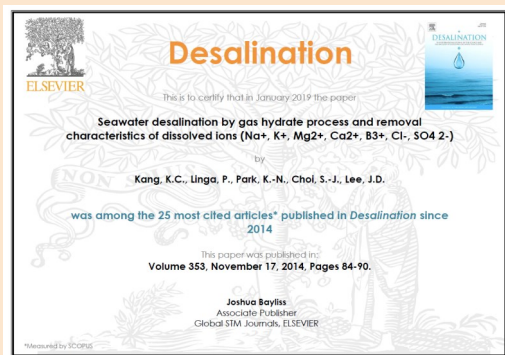 Desalination
ELSEVIER
DESALINATION
This is to certify that in January 2019 the paper
Seawater desalination by gas hydrate process and removal
characteristics of dissolved ions (Na+, K+, Mg2+, Ca2+, B3+, Cl-, SO4 2-)
by
Kang, K.C., Linga, P., Park, K.-N., Choi, S.-J., Lee, J.D.
was among the 25 most cited articles* published in Desalination since
2014
This paper was published in:
Volume 353, November 17, 2014, Pages 84-90.
Joshua Bayliss
Associate Publisher
Global STM Journals, ELSEVIER
*Measured by SCOPUS
NON